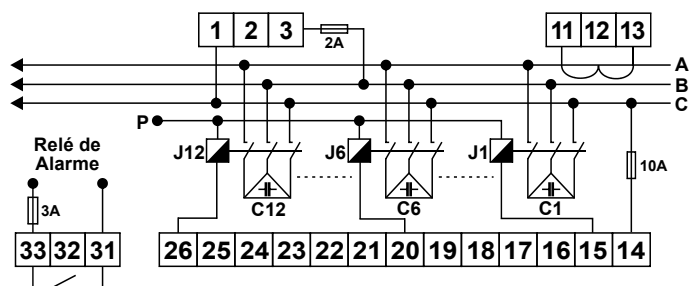 1 2 3
2A
11 12 13
A
B
C
P
Relé de
Alarme
J12
J6
J1
10A
3A
C12
C6
C1
33 32 31
26 25 24 23 22 21 20 19 18 17 16 15 14